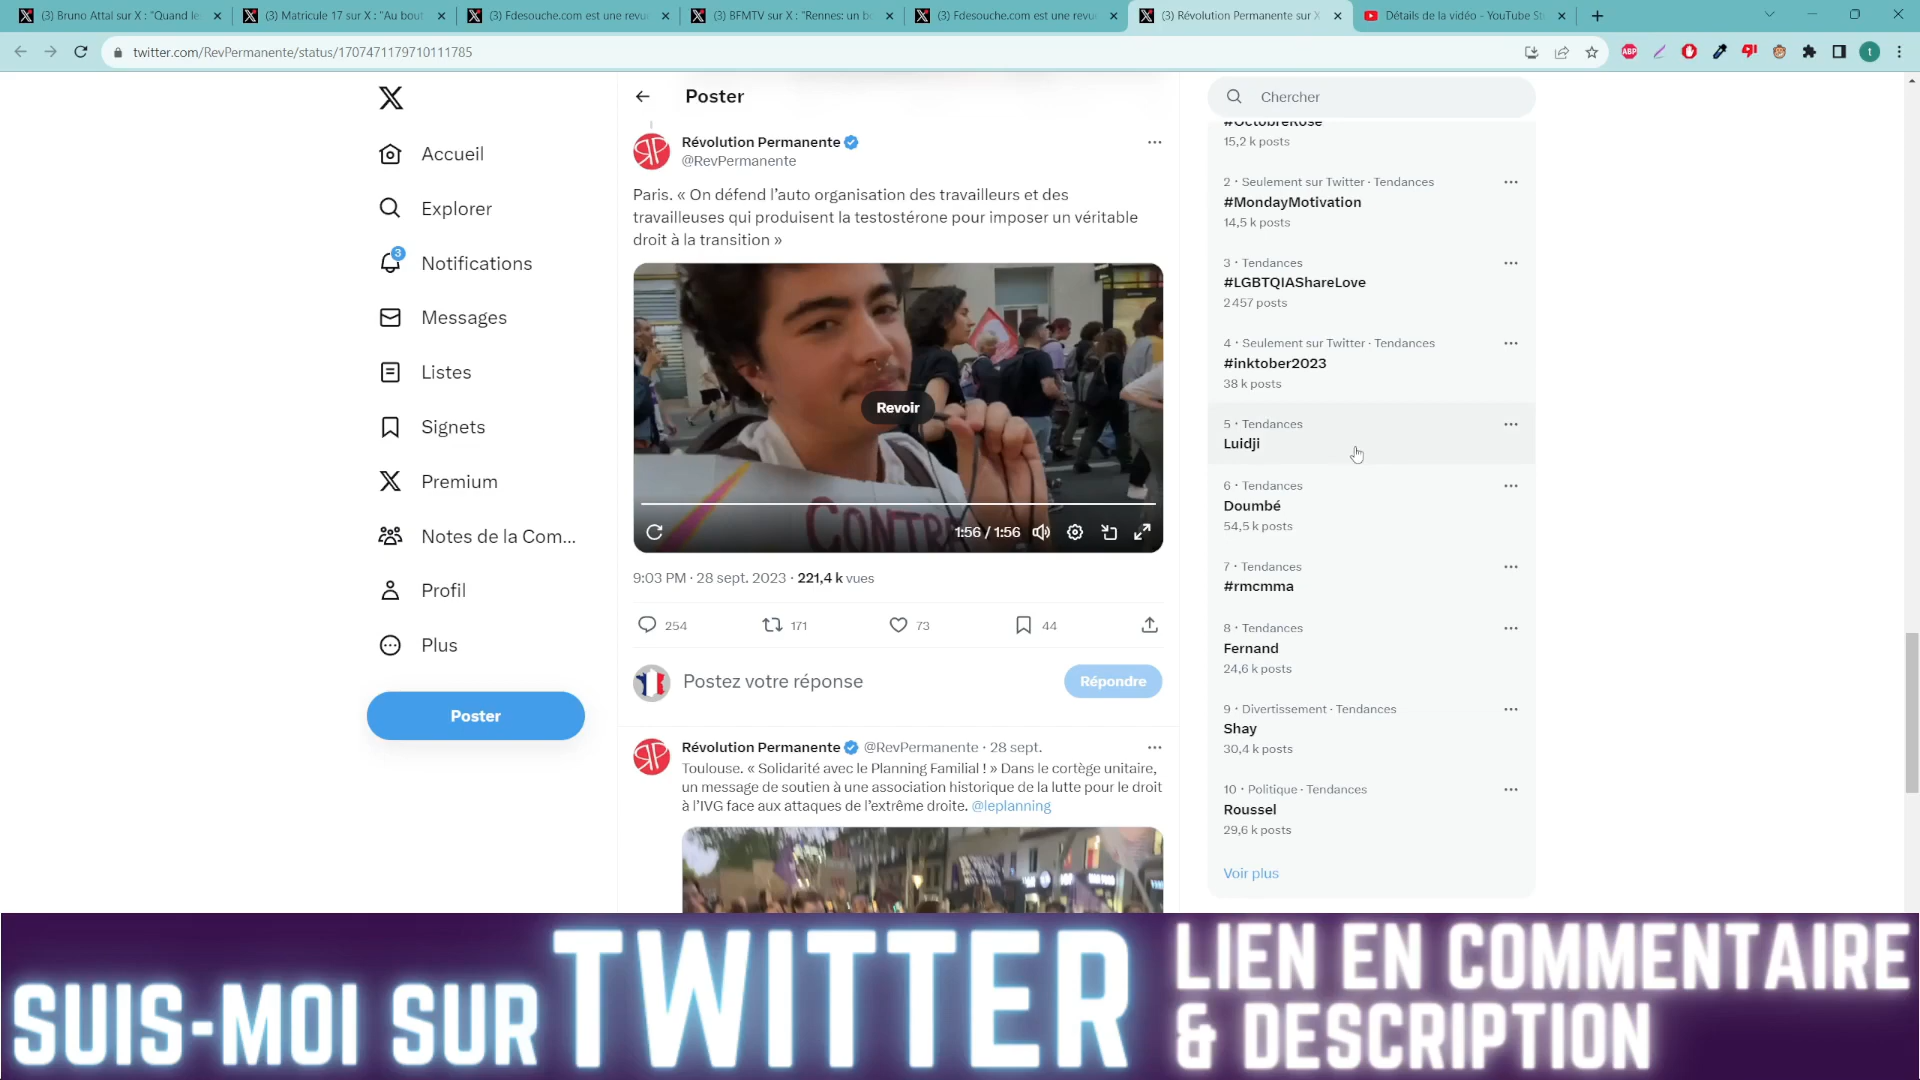 (3) Bruno Attal sur X : "Quand le
(3) Matricule 17 sur X : "Au bout
(3) Fdesouche.com est une revu
(3) BFMTV sur X : "Rennes: un b
(3) Fdesouche.com est une revu
(3) Révolution Permanente sur X
Détails de la vidéo - YouTube St
twitter.com/RevPermanente/status/1707471179710111785
ABP
t
Accueil
Explorer
3
Notifications
Messages
Listes
Signets
Premium
Notes de la Com...
Profil
Plus
Poster
Poster
Révolution Permanente
@RevPermanente
Paris. « On défend l'auto organisation des travailleurs et des
travailleuses qui produisent la testostérone pour imposer un véritable
droit à la transition »
Revoir
CONTR
1:56 / 1:56
9:03 PM · 28 sept. 2023 · 221,4 k vues
254
171
73
44
Postez votre réponse
Répondre
Révolution Permanente @RevPermanente · 28 sept.
Toulouse. « Solidarité avec le Planning Familial ! » Dans le cortège unitaire,
un message de soutien à une association historique de la lutte pour le droit
à l'IVG face aux attaques de l'extrême droite. @leplanning
Chercher
#OctobreRose
15,2 k posts
2 · Seulement sur Twitter · Tendances
#MondayMotivation
14,5 k posts
3 · Tendances
#LGBTQIAShareLove
2 457 posts
4 · Seulement sur Twitter · Tendances
#inktober2023
38 k posts
5 · Tendances
Luidji
6 · Tendances
Doumbé
54,5 k posts
7 · Tendances
#rmcmma
8 · Tendances
Fernand
24,6 k posts
9 · Divertissement · Tendances
Shay
30,4 k posts
10 · Politique · Tendances
Roussel
29,6 k posts
Voir plus
SUIS-MOI SUR TWITTER
LIEN EN COMMENTAIRE
& DESCRIPTION